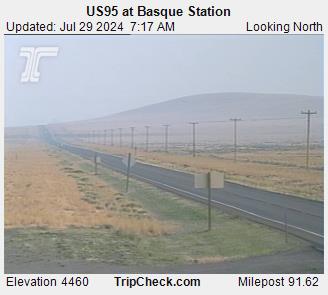 US95 at Basque Station
Updated: Jul 29 2024 7:17 AM Looking North
Elevation 4460 TripCheck.com Milepost 91.62